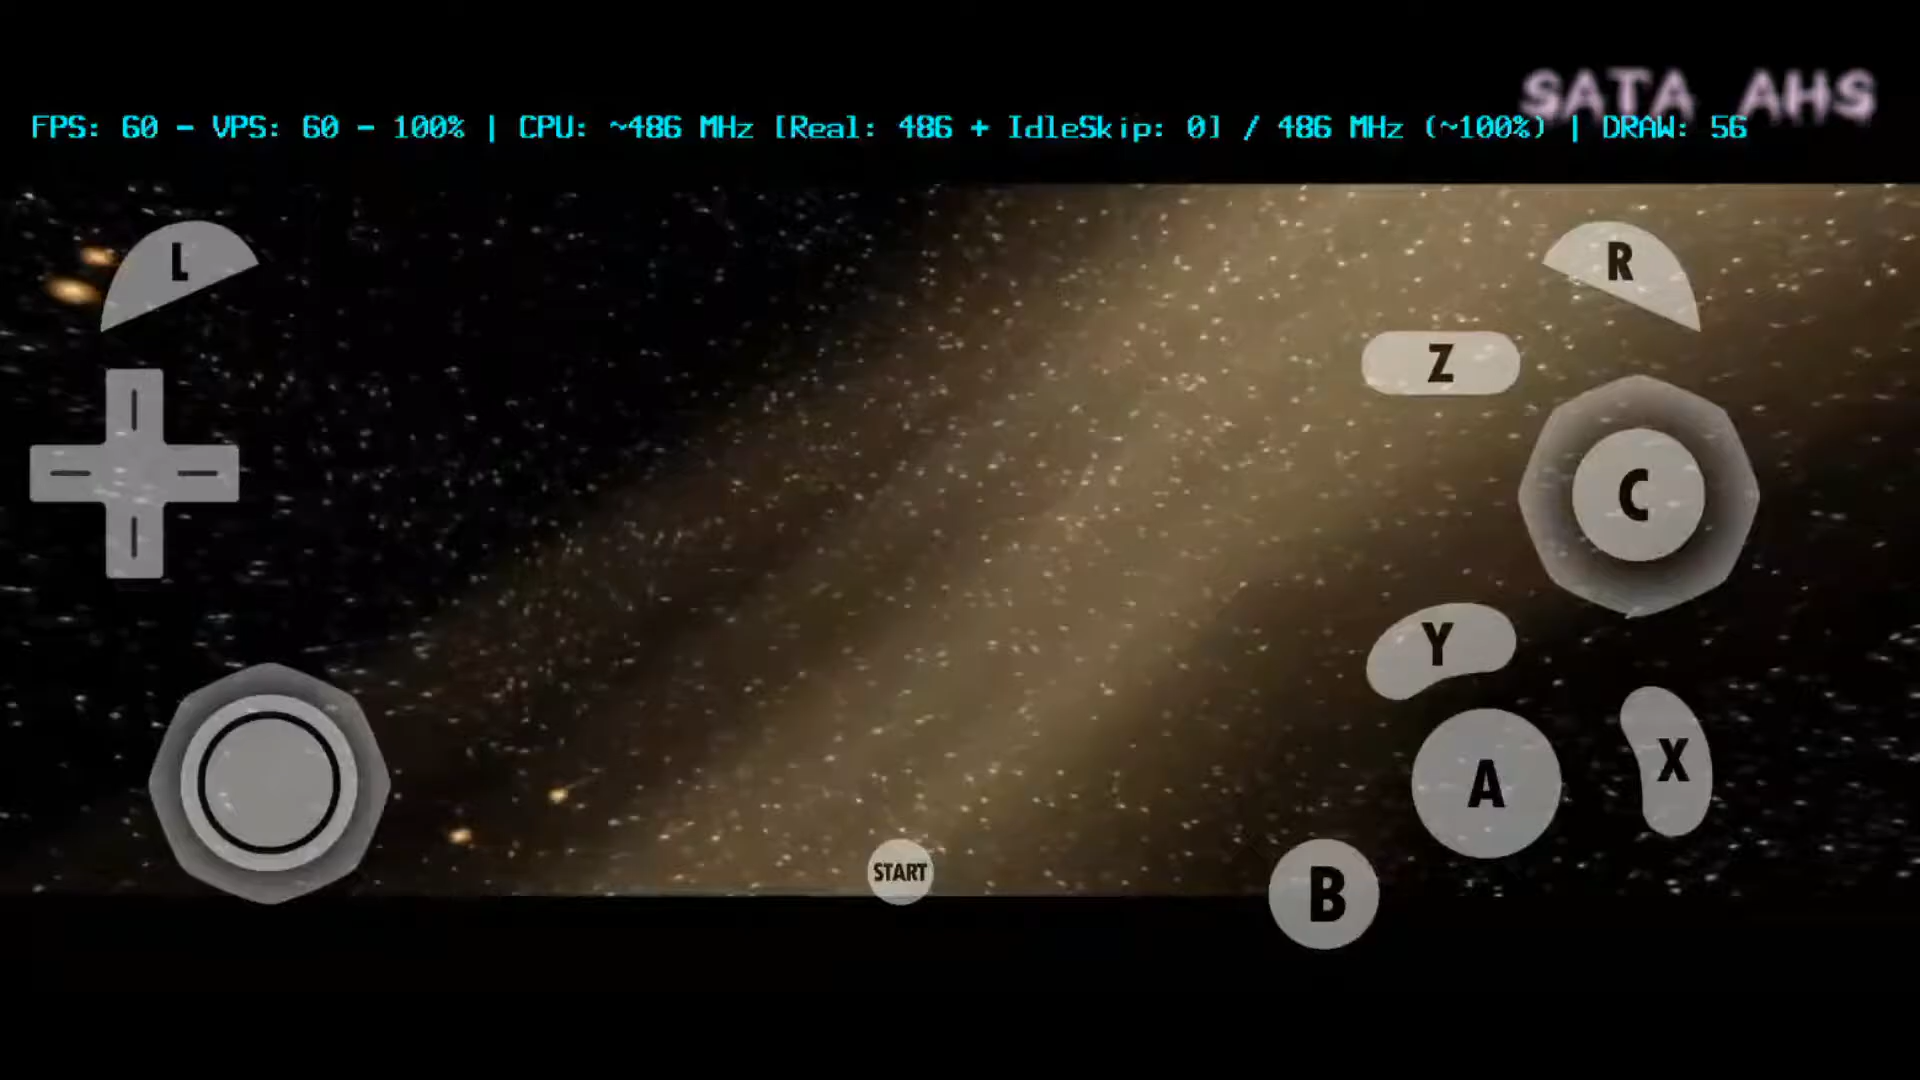 SATA AHS
FPS: 60 - VPS: 60 - 100% | CPU: ~486 MHz [Real: 486 + IdleSkip: 0] / 486 MHz (~100%) | DRAW: 56
L
R
Z
C
Y
X
A
START
B